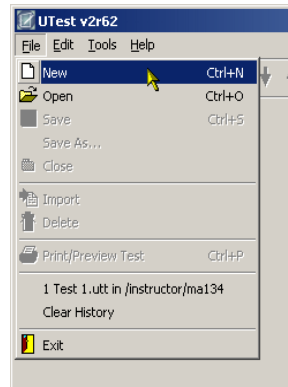 UTest v2r62
File Edit Tools Help
New Ctrl+N
Open Ctrl+O
Save Ctrl+S
Save As...
Close
Import
Delete
Print/Preview Test Ctrl+P
1 Test 1.utt in /instructor/ma134
Clear History
Exit